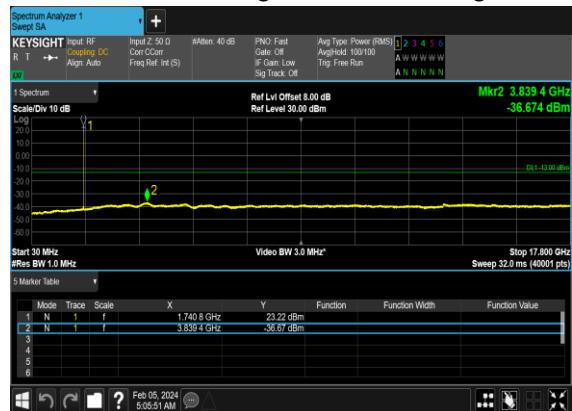 Spectrum Analyzer 1
Swept SA
+
KEYSIGHT Input: RF Input Z: 50 Ω #Atten: 40 dB PNO: Fast Avg Type: Power (RMS) 1 2 3 4 5 6
R T Coupling: DC Corr CCorr Gate: Off Avg|Hold: 100/100 A W W W W W
Align: Auto Freq Ref: Int (S) IF Gain: Low Trig: Free Run
Sig Track: Off A N N N N N
1 Spectrum Ref Lvl Offset 8.00 dB Mkr2 3.839 4 GHz
Scale/Div 10 dB Ref Level 30.00 dBm -36.674 dBm
Log
20.0 1
10.0
0.00
-10.0 DL1 -13.00 dBm
-20.0
-30.0 2
-40.0
-50.0
-60.0
Start 30 MHz Video BW 3.0 MHz* Stop 17.800 GHz
#Res BW 1.0 MHz Sweep 32.0 ms (40001 pts)
5 Marker Table
Mode Trace Scale X Y Function Function Width Function Value
1 N 1 f 1.740 8 GHz 23.22 dBm
2 N 1 f 3.839 4 GHz -36.67 dBm
3
4
5
6
? Feb 05, 2024
5:05:51 AM